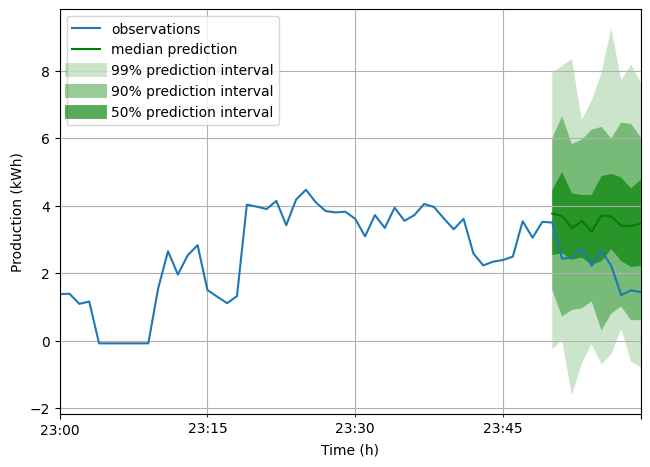 observations
median prediction
99% prediction interval
90% prediction interval
50% prediction interval
8
6
4
2
0
−2
Production (kWh)
23:00
23:15
23:30
23:45
Time (h)